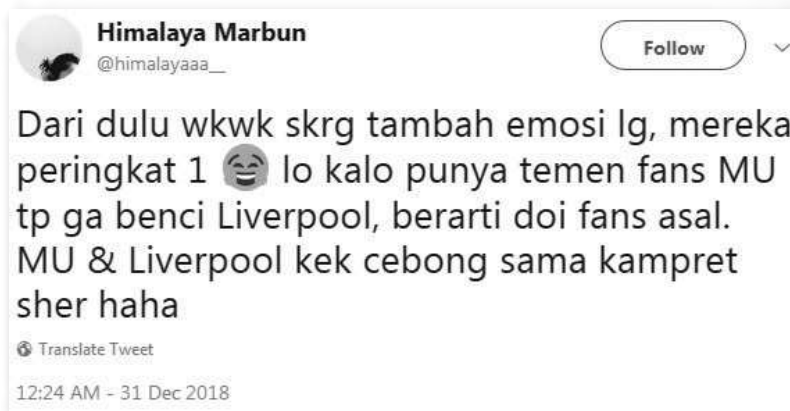 Himalaya Marbun
@himalayaaa__
Follow
Dari dulu wkwk skrg tambah emosi lg, mereka
peringkat 1 🤣 lo kalo punya temen fans MU
tp ga benci Liverpool, berarti doi fans asal.
MU & Liverpool kek cebong sama kampret
sher haha
Translate Tweet
12:24 AM - 31 Dec 2018